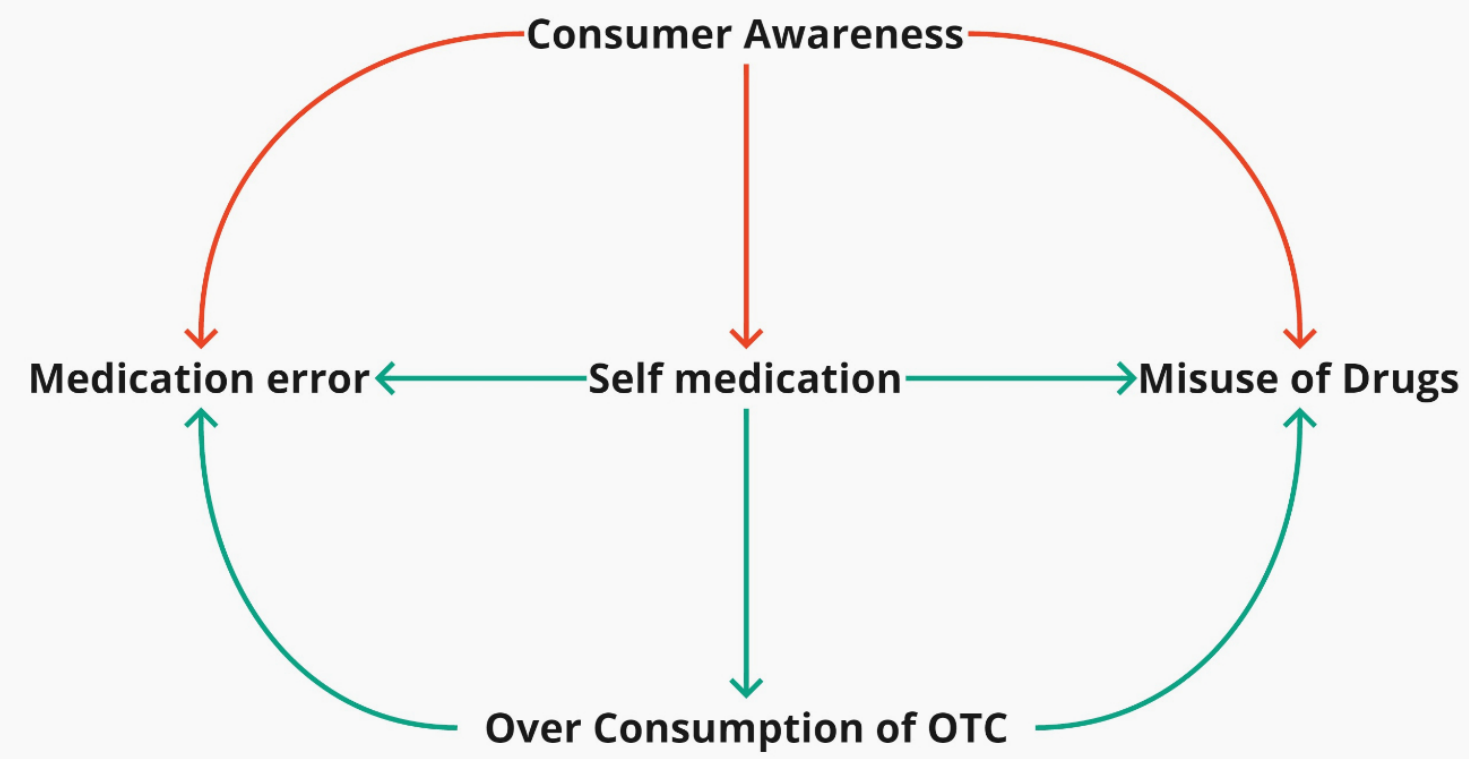 Consumer Awareness
Medication error
Self medication
Misuse of Drugs
Over Consumption of OTC